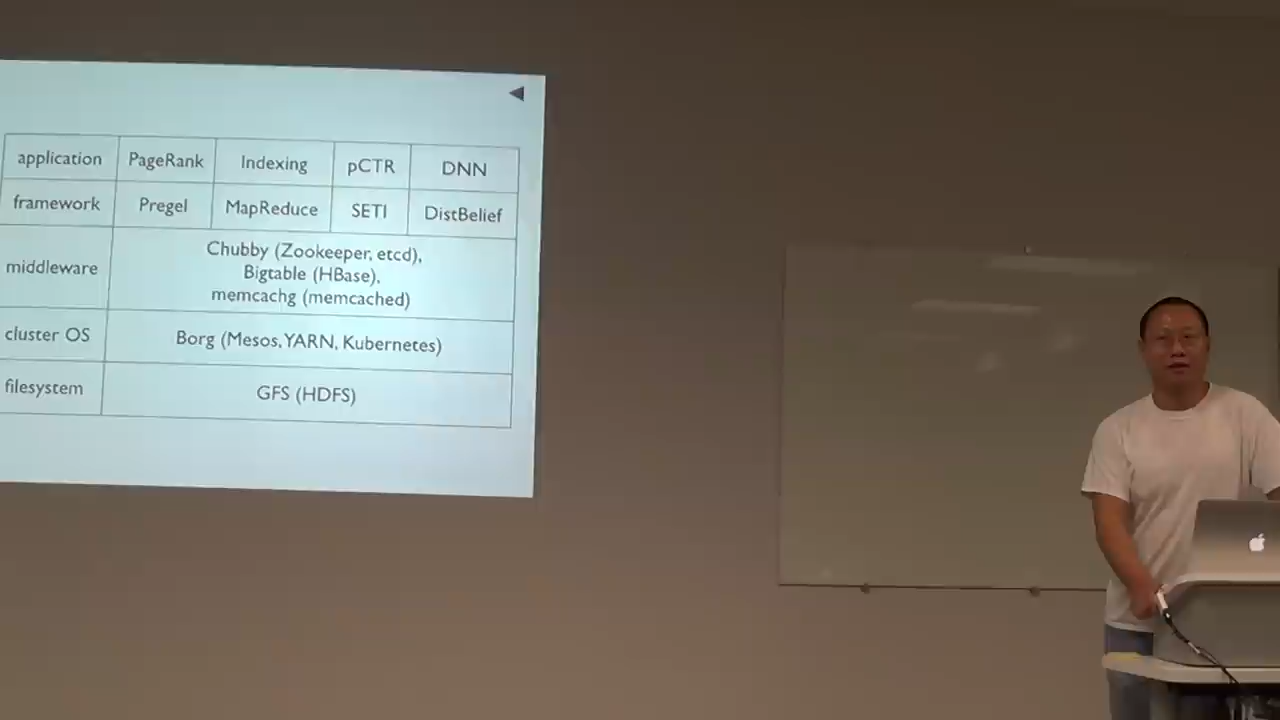 application PageRank Indexing pCTR DNN
framework Pregel MapReduce SETI DistBelief
middleware
Chubby (Zookeeper, etcd),
Bigtable (HBase),
memcachg (memcached)
cluster OS Borg (Mesos, YARN, Kubernetes)
filesystem GFS (HDFS)